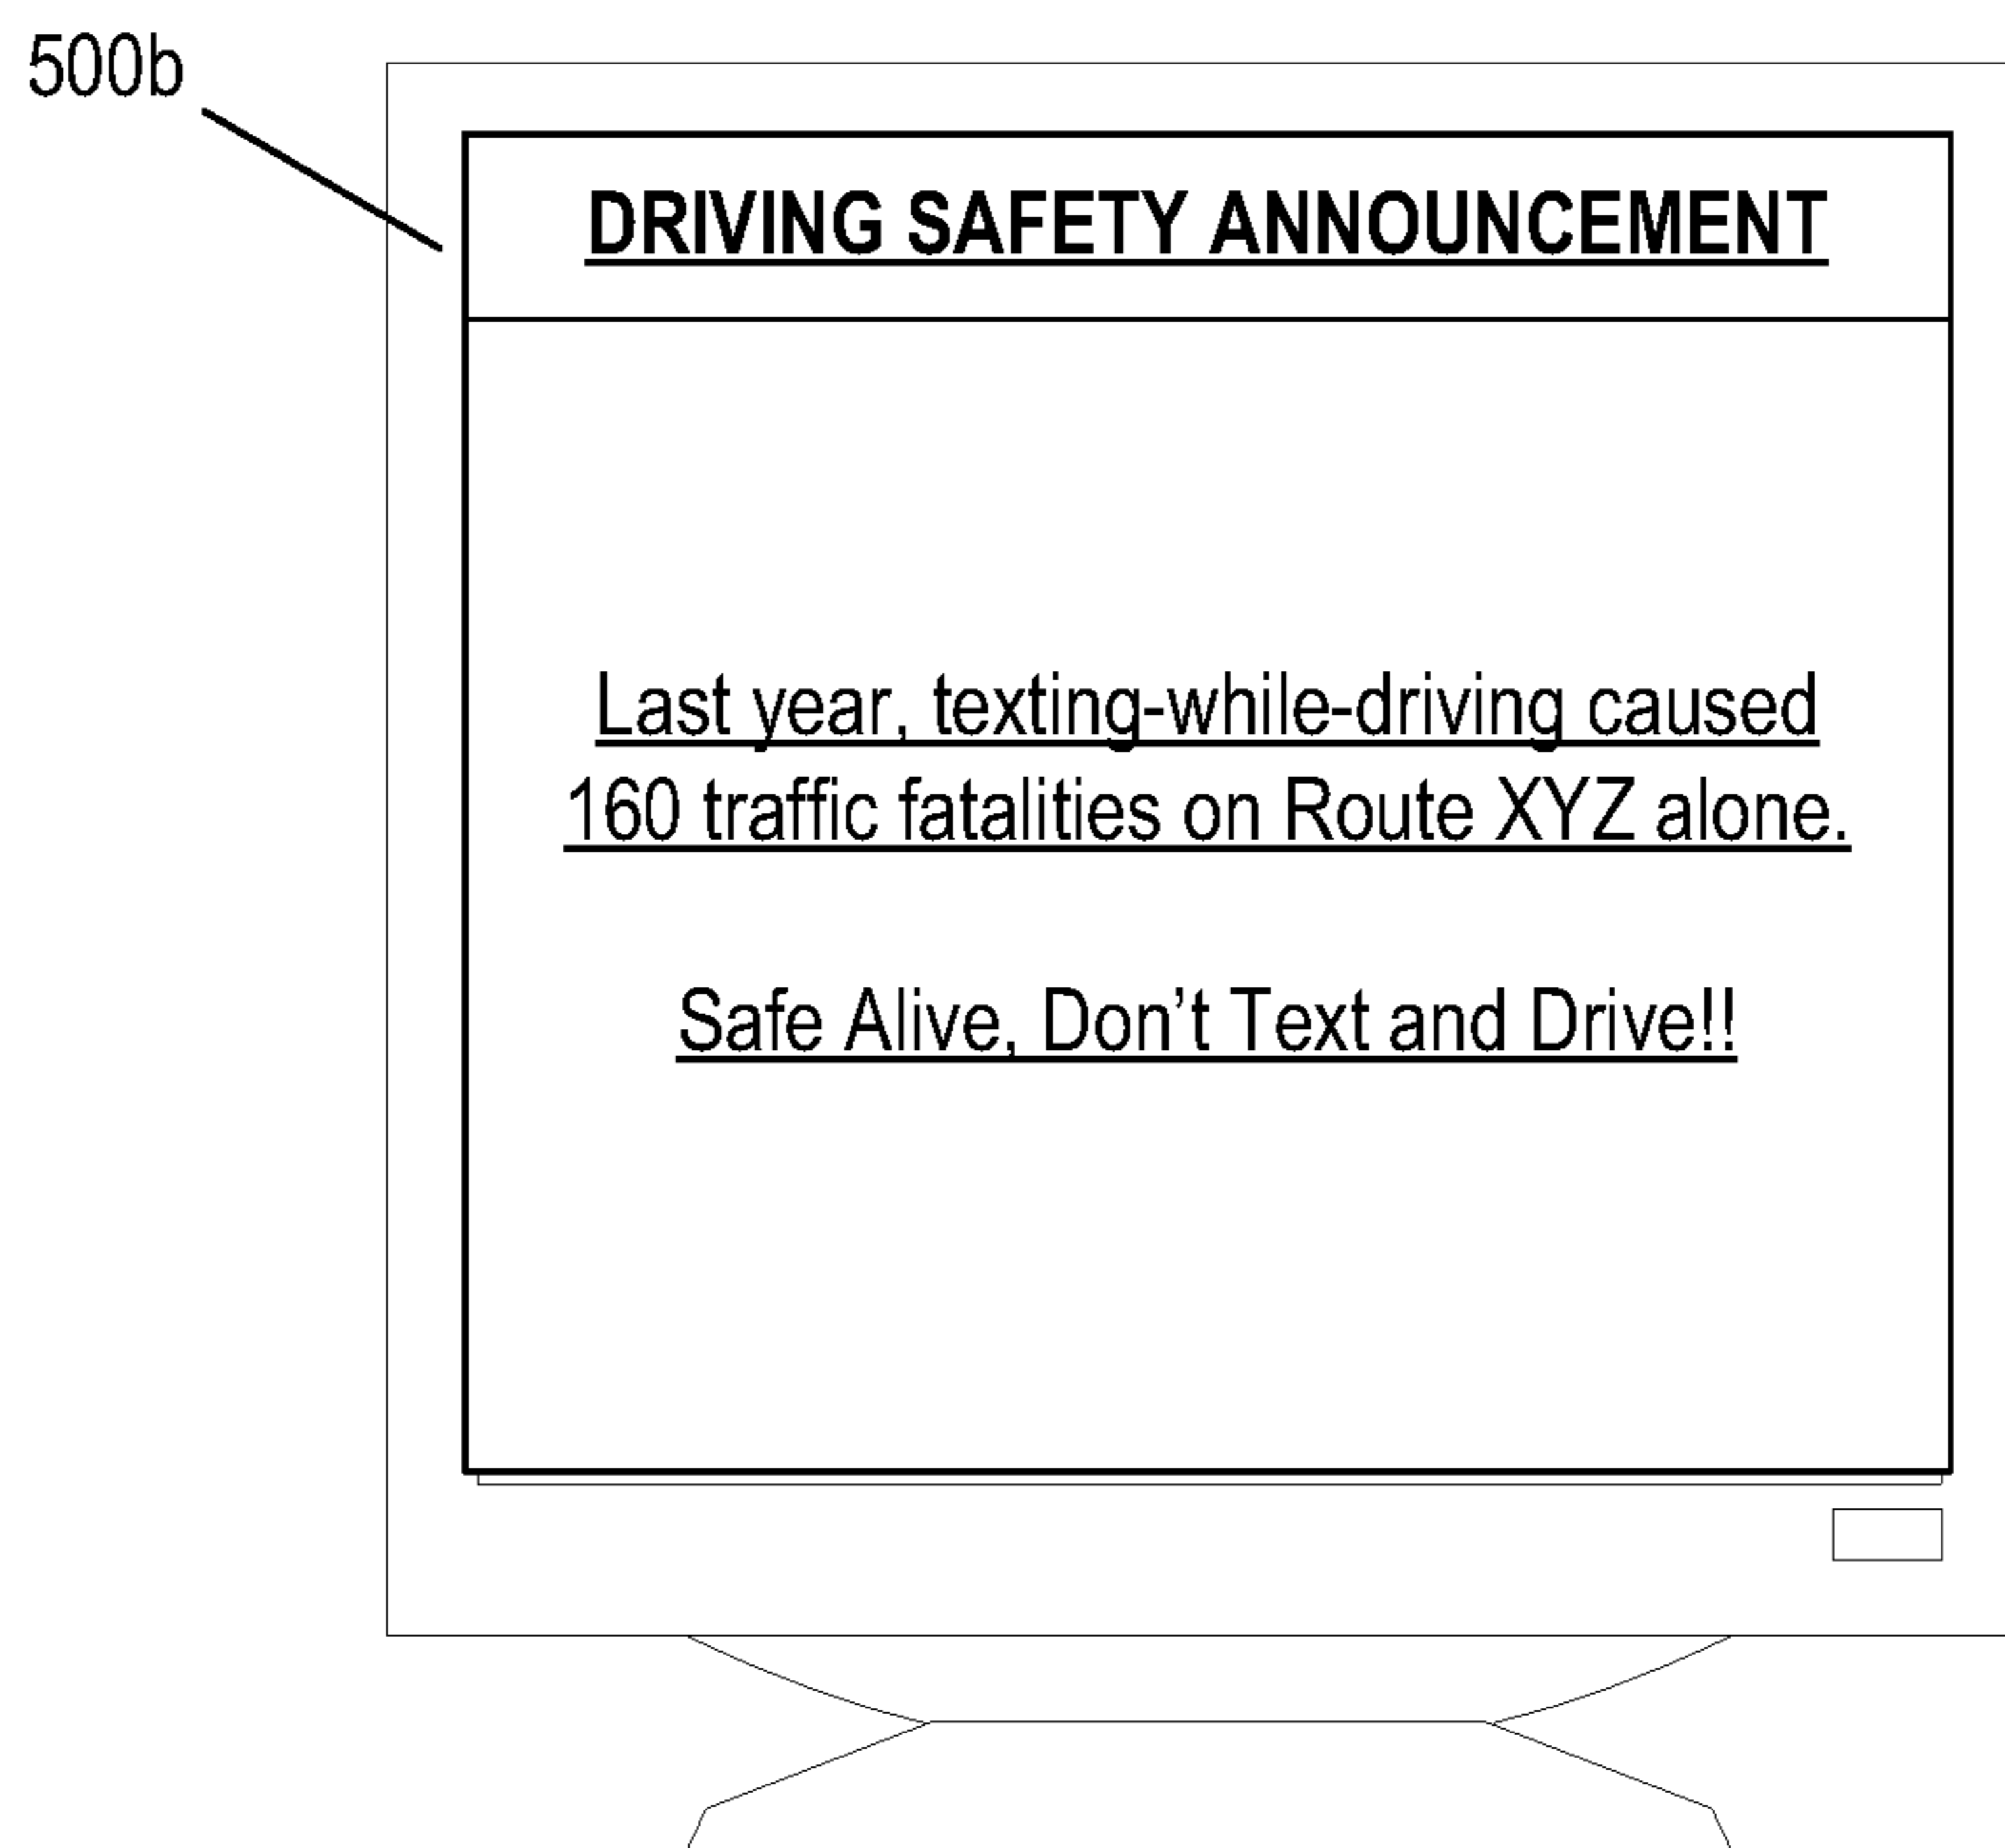 500b
DRIVING SAFETY ANNOUNCEMENT
Last year, texting-while-driving caused
160 traffic fatalities on Route XYZ alone.
Safe Alive, Don't Text and Drive!!